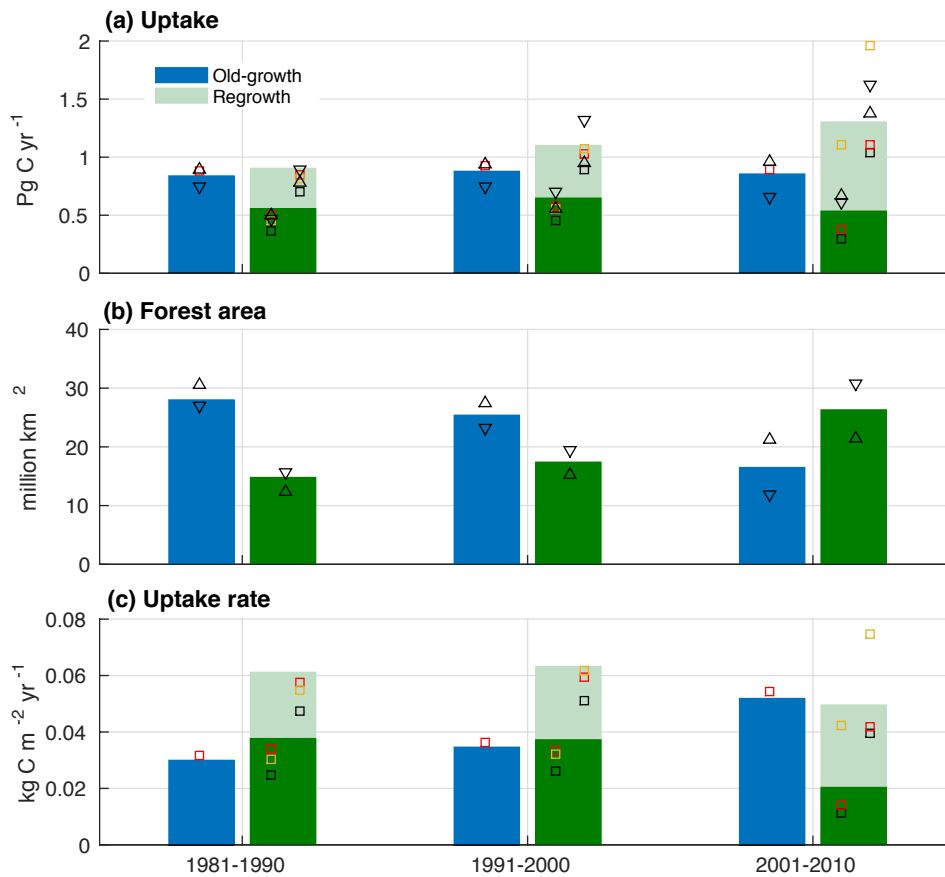 (a) Uptake
2
1.5
1
0.5
0
Pg C yr -1
Old-growth
Regrowth
(b) Forest area
40
30
20
10
0
million km 2
(c) Uptake rate
0.08
0.06
0.04
0.02
0
kg C m -2 yr -1
1981-1990
1991-2000
2001-2010